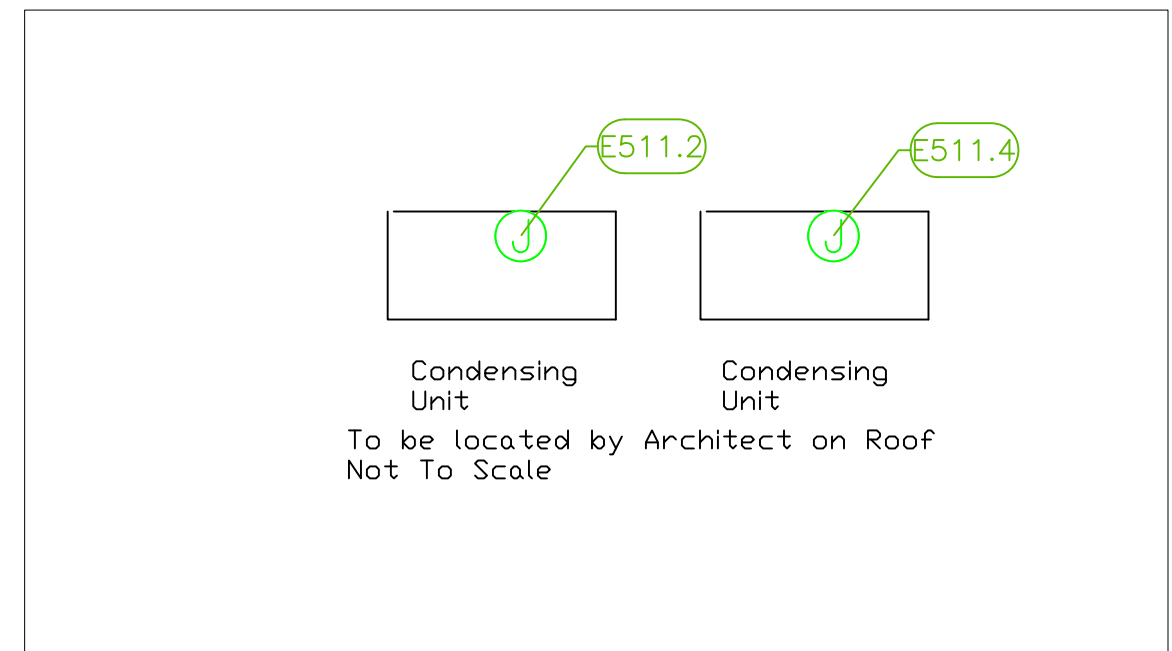 E511.2
E511.4
J
J
Condensing
Unit
Condensing
Unit
To be located by Architect on Roof
Not To Scale